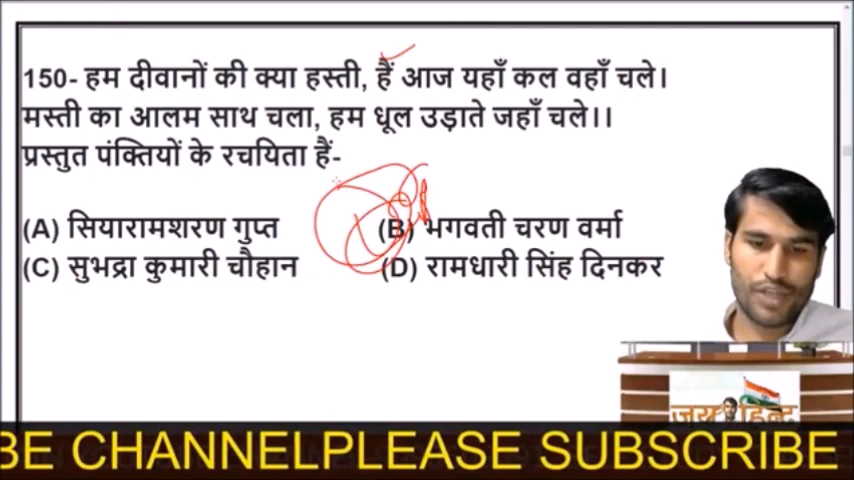 150- हम दीवानों की क्या हस्ती, हैं आज यहाँ कल वहाँ चले।
मस्ती का आलम साथ चला, हम धूल उड़ाते जहाँ चले।।
प्रस्तुत पंक्तियों के रचयिता हैं-
(A) सियारामशरण गुप्त (B) भगवती चरण वर्मा
(C) सुभद्रा कुमारी चौहान (D) रामधारी सिंह दिनकर
जय हिन्द
BE CHANNELPLEASE SUBSCRIBE